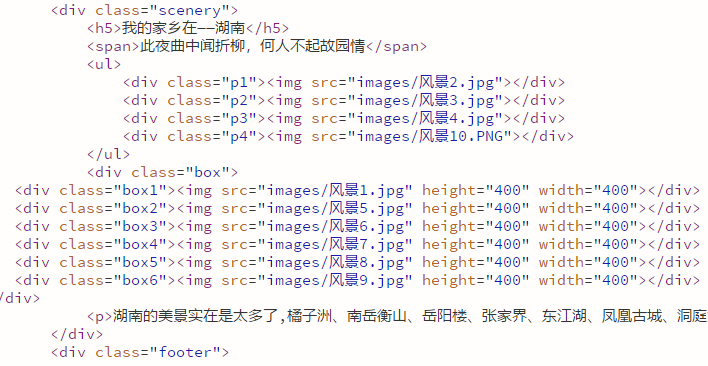 <div class="scenery">
<h5>我的家乡在——湖南</h5>
<span>此夜曲中闻折柳，何人不起故园情</span>
<ul>
<div class="p1"><img src="images/风景2.jpg"></div>
<div class="p2"><img src="images/风景3.jpg"></div>
<div class="p3"><img src="images/风景4.jpg"></div>
<div class="p4"><img src="images/风景10.PNG"></div>
</ul>
<div class="box">
<div class="box1"><img src="images/风景1.jpg" height="400" width="400"></div>
<div class="box2"><img src="images/风景5.jpg" height="400" width="400"></div>
<div class="box3"><img src="images/风景6.jpg" height="400" width="400"></div>
<div class="box4"><img src="images/风景7.jpg" height="400" width="400"></div>
<div class="box5"><img src="images/风景8.jpg" height="400" width="400"></div>
<div class="box6"><img src="images/风景9.jpg" height="400" width="400"></div>
/div>
<p>湖南的美景实在是太多了,橘子洲、南岳衡山、岳阳楼、张家界、东江湖、凤凰古城、洞庭
</div>
<div class="footer">